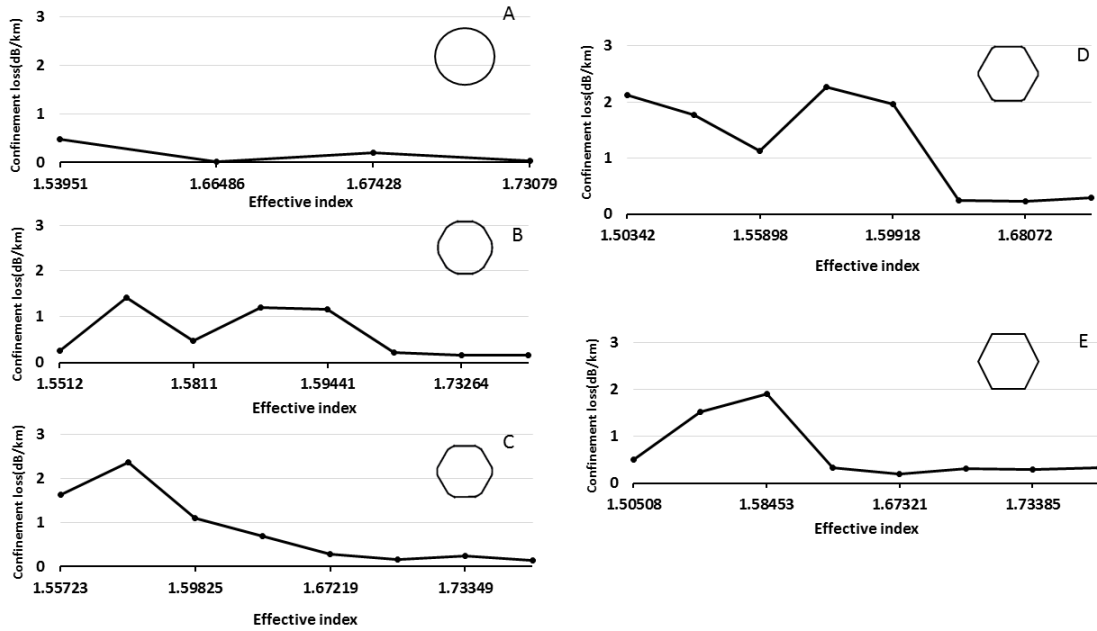 A
Confinement loss(dB/km)
3
2
1
0
1.53951 1.66486 1.67428 1.73079
Effective index
B
Confinement loss(dB/km)
3
2
1
0
1.5512 1.5811 1.59441 1.73264
Effective index
C
Confinement loss(dB/km)
3
2
1
0
1.55723 1.59825 1.67219 1.73349
Effective index
D
Confinement loss(dB/km)
3
2
1
0
1.50342 1.55898 1.59918 1.68072
Effective index
E
Confinement loss(dB/km)
3
2
1
0
1.50508 1.58453 1.67321 1.73385
Effective index